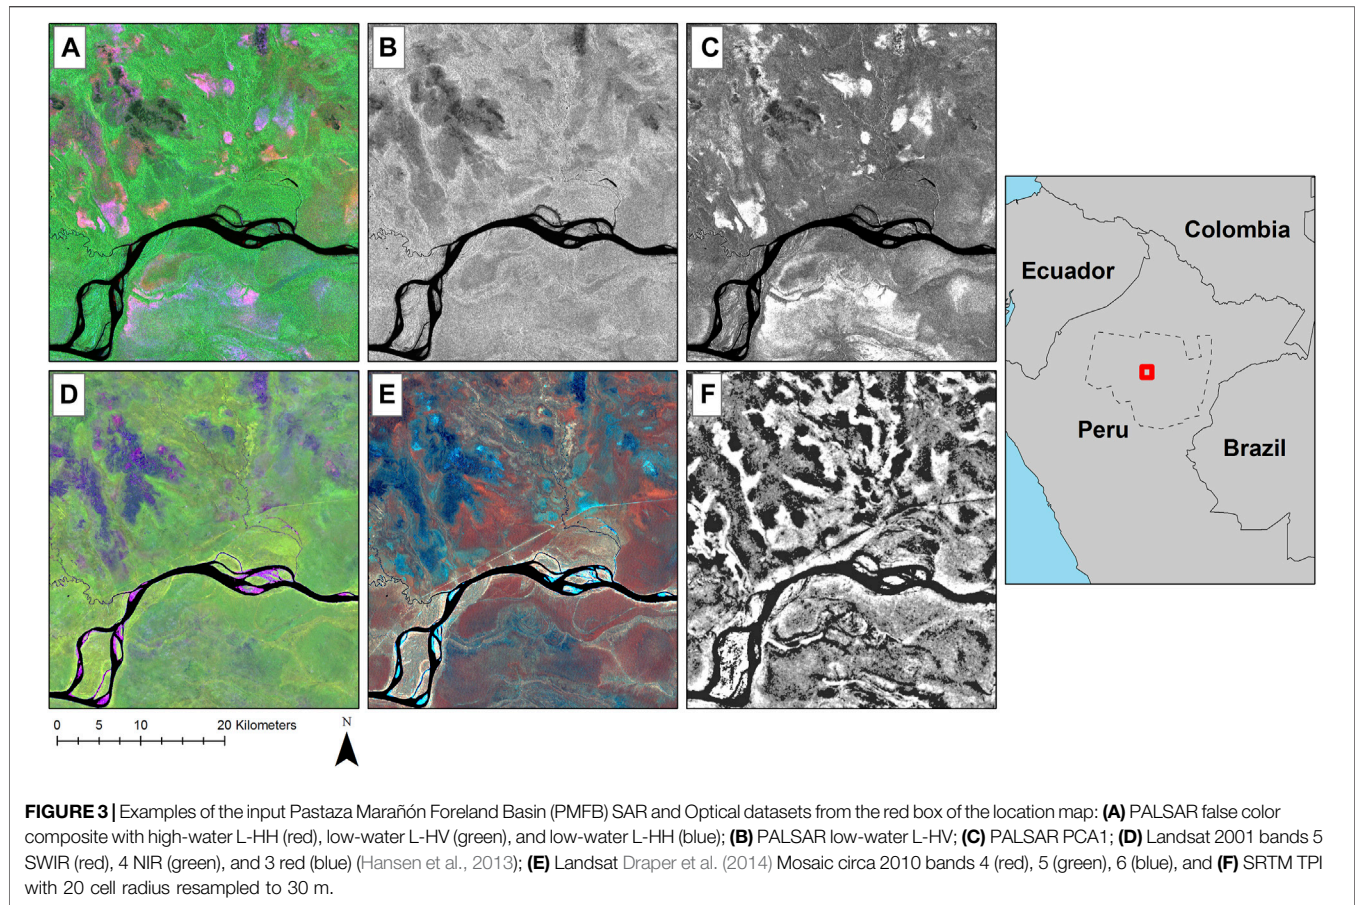 A
B
C
D
E
F
Colombia
Ecuador
Peru
Brazil
0 5 10 20 Kilometers
N
FIGURE 3 | Examples of the input Pastaza Marañón Foreland Basin (PMFB) SAR and Optical datasets from the red box of the location map: (A) PALSAR false color
composite with high-water L-HH (red), low-water L-HV (green), and low-water L-HH (blue); (B) PALSAR low-water L-HV; (C) PALSAR PCA1; (D) Landsat 2001 bands 5
SWIR (red), 4 NIR (green), and 3 red (blue) (Hansen et al., 2013); (E) Landsat Draper et al. (2014) Mosaic circa 2010 bands 4 (red), 5 (green), 6 (blue), and (F) SRTM TPI
with 20 cell radius resampled to 30 m.